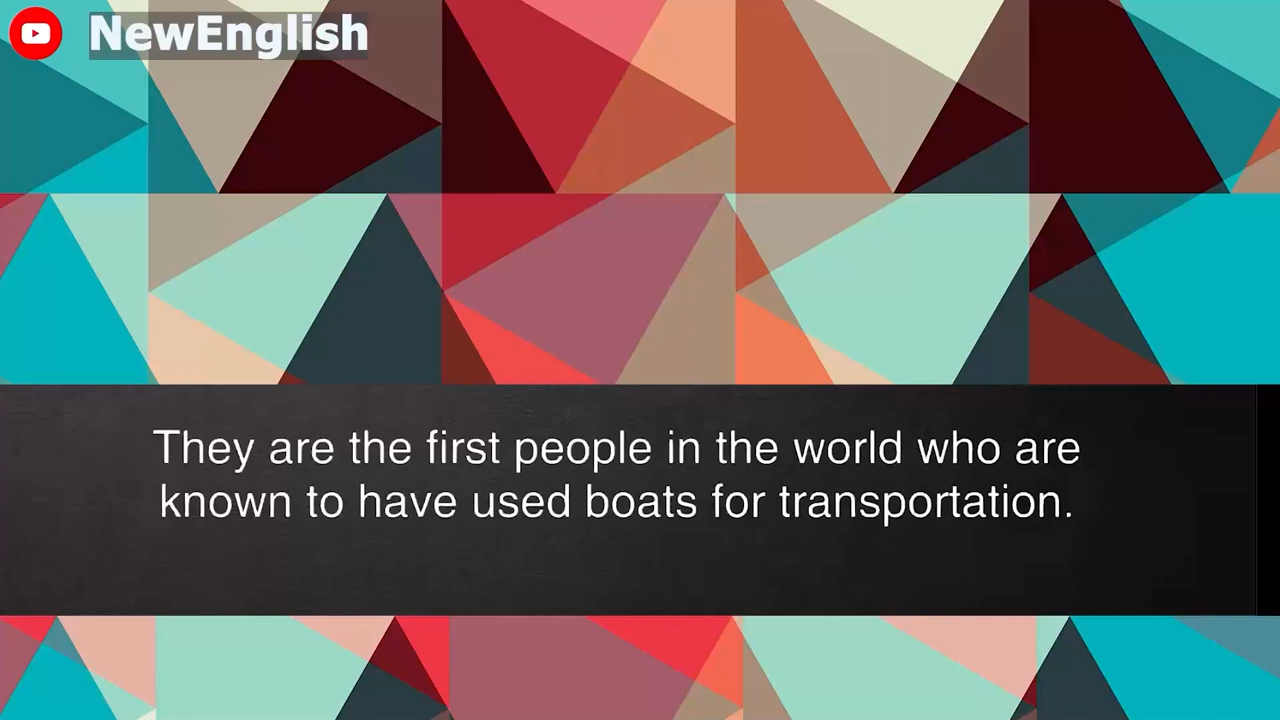 NewEnglish
They are the first people in the world who are
known to have used boats for transportation.